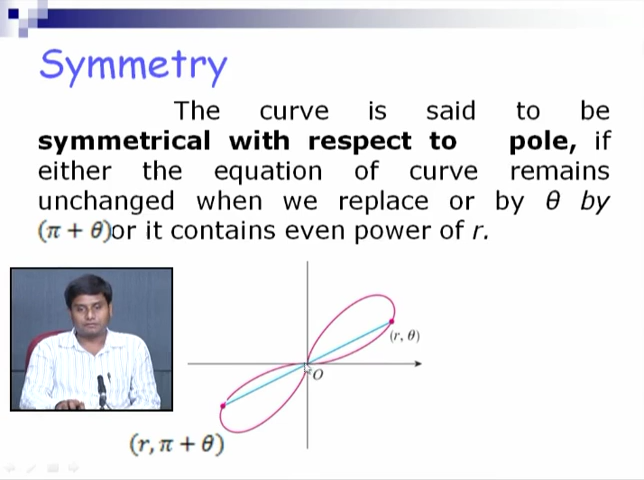 Symmetry
The curve is said to be
symmetrical with respect to pole, if
either the equation of curve remains
unchanged when we replace or by θ by
(π + θ)or it contains even power of r.
(r, θ)
O
(r, π + θ)